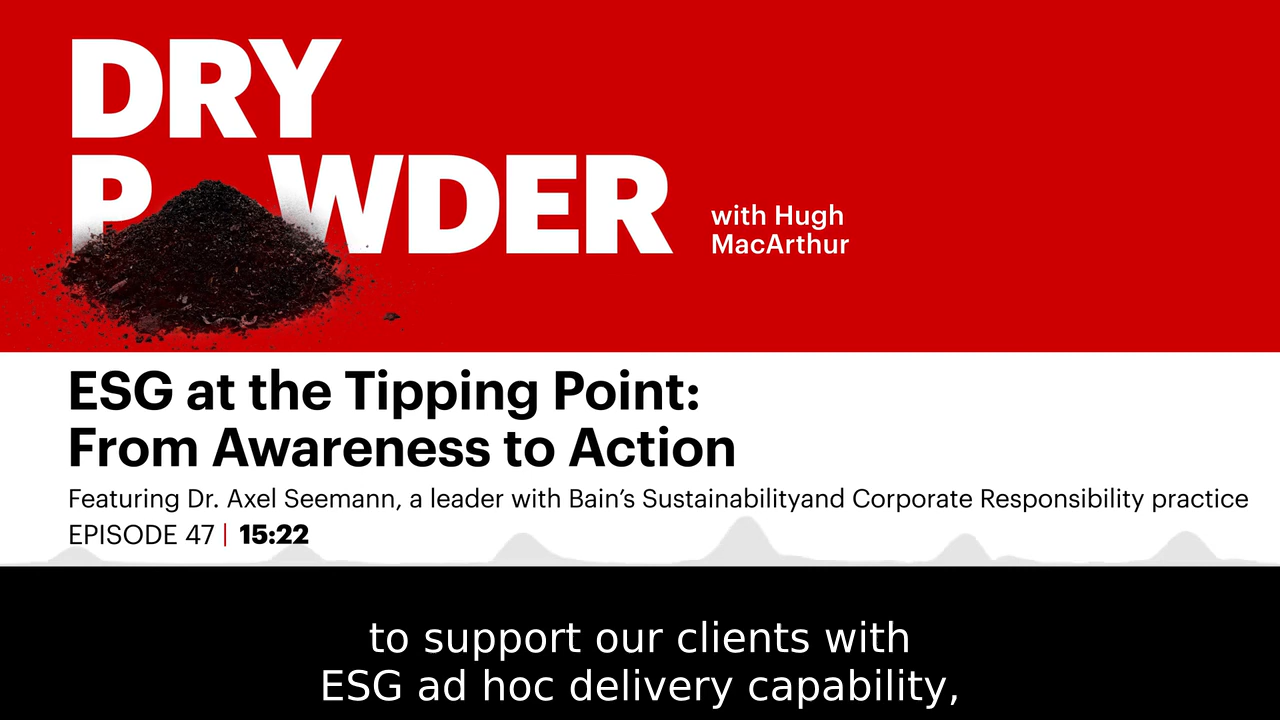 DRY
P WDER
with Hugh
MacArthur
ESG at the Tipping Point:
From Awareness to Action
Featuring Dr. Axel Seemann, a leader with Bain’s Sustainabilityand Corporate Responsibility practice
EPISODE 47 | 15:22
to support our clients with
ESG ad hoc delivery capability,